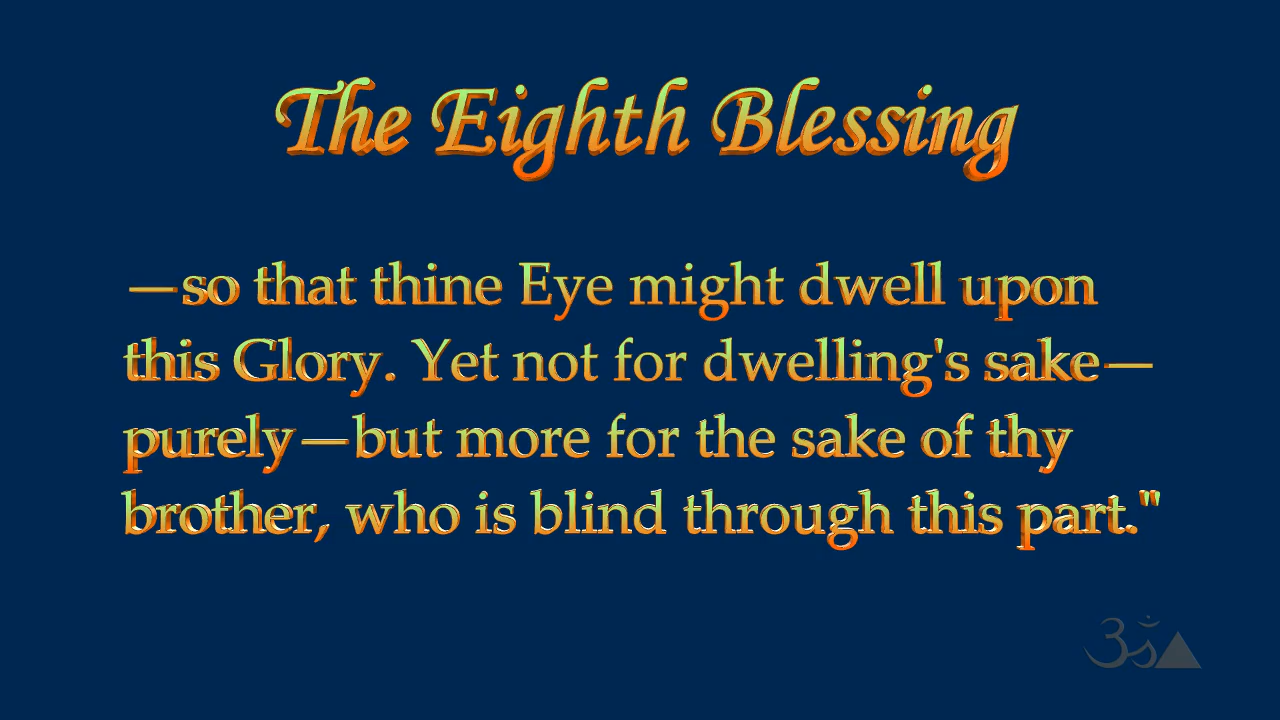 The Eighth Blessing
—so that thine Eye might dwell upon
this Glory. Yet not for dwelling's sake—
purely—but more for the sake of thy
brother, who is blind through this part."